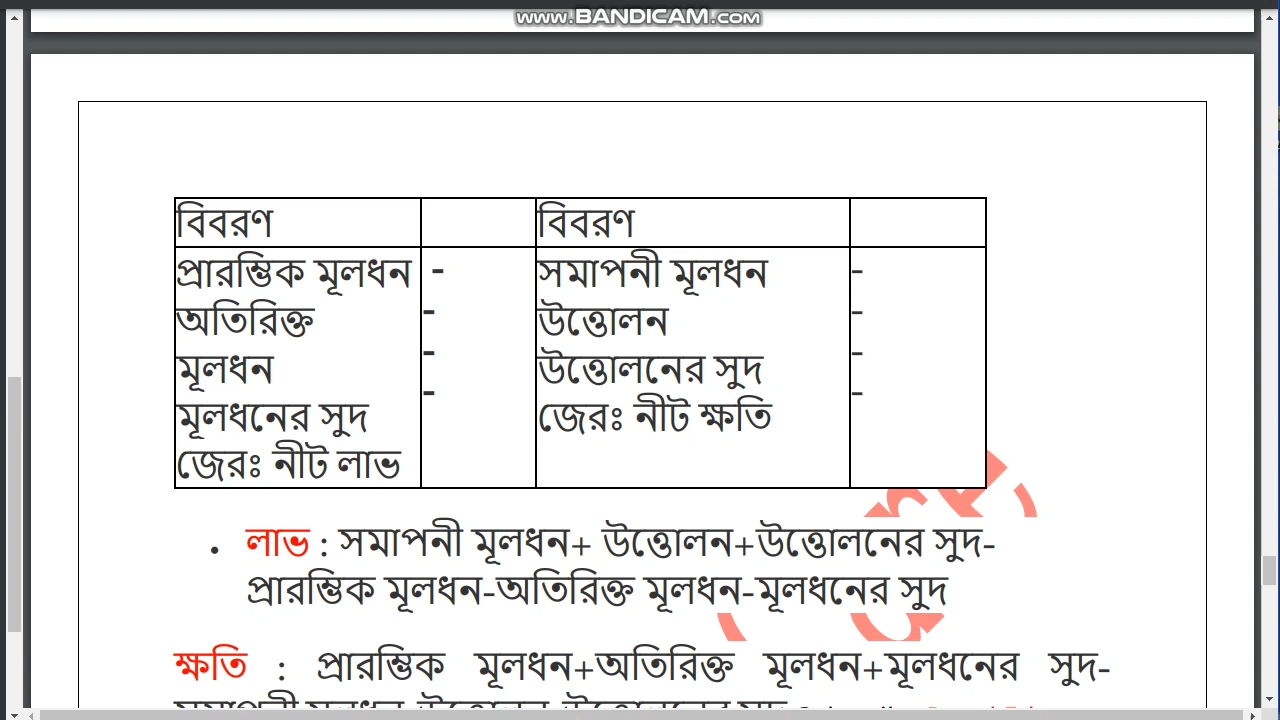 www.BANDICAM.com
বিবরণ বিবরণ
প্রারম্ভিক মূলধন - সমাপনী মূলধন -
অতিরিক্ত - উত্তোলন -
মূলধন - উত্তোলনের সুদ -
মূলধনের সুদ - জেরঃ নীট ক্ষতি -
জেরঃ নীট লাভ
• লাভ : সমাপনী মূলধন+ উত্তোলন+উত্তোলনের সুদ-
প্রারম্ভিক মূলধন-অতিরিক্ত মূলধন-মূলধনের সুদ
ক্ষতি : প্রারম্ভিক মূলধন+অতিরিক্ত মূলধন+মূলধনের সুদ-